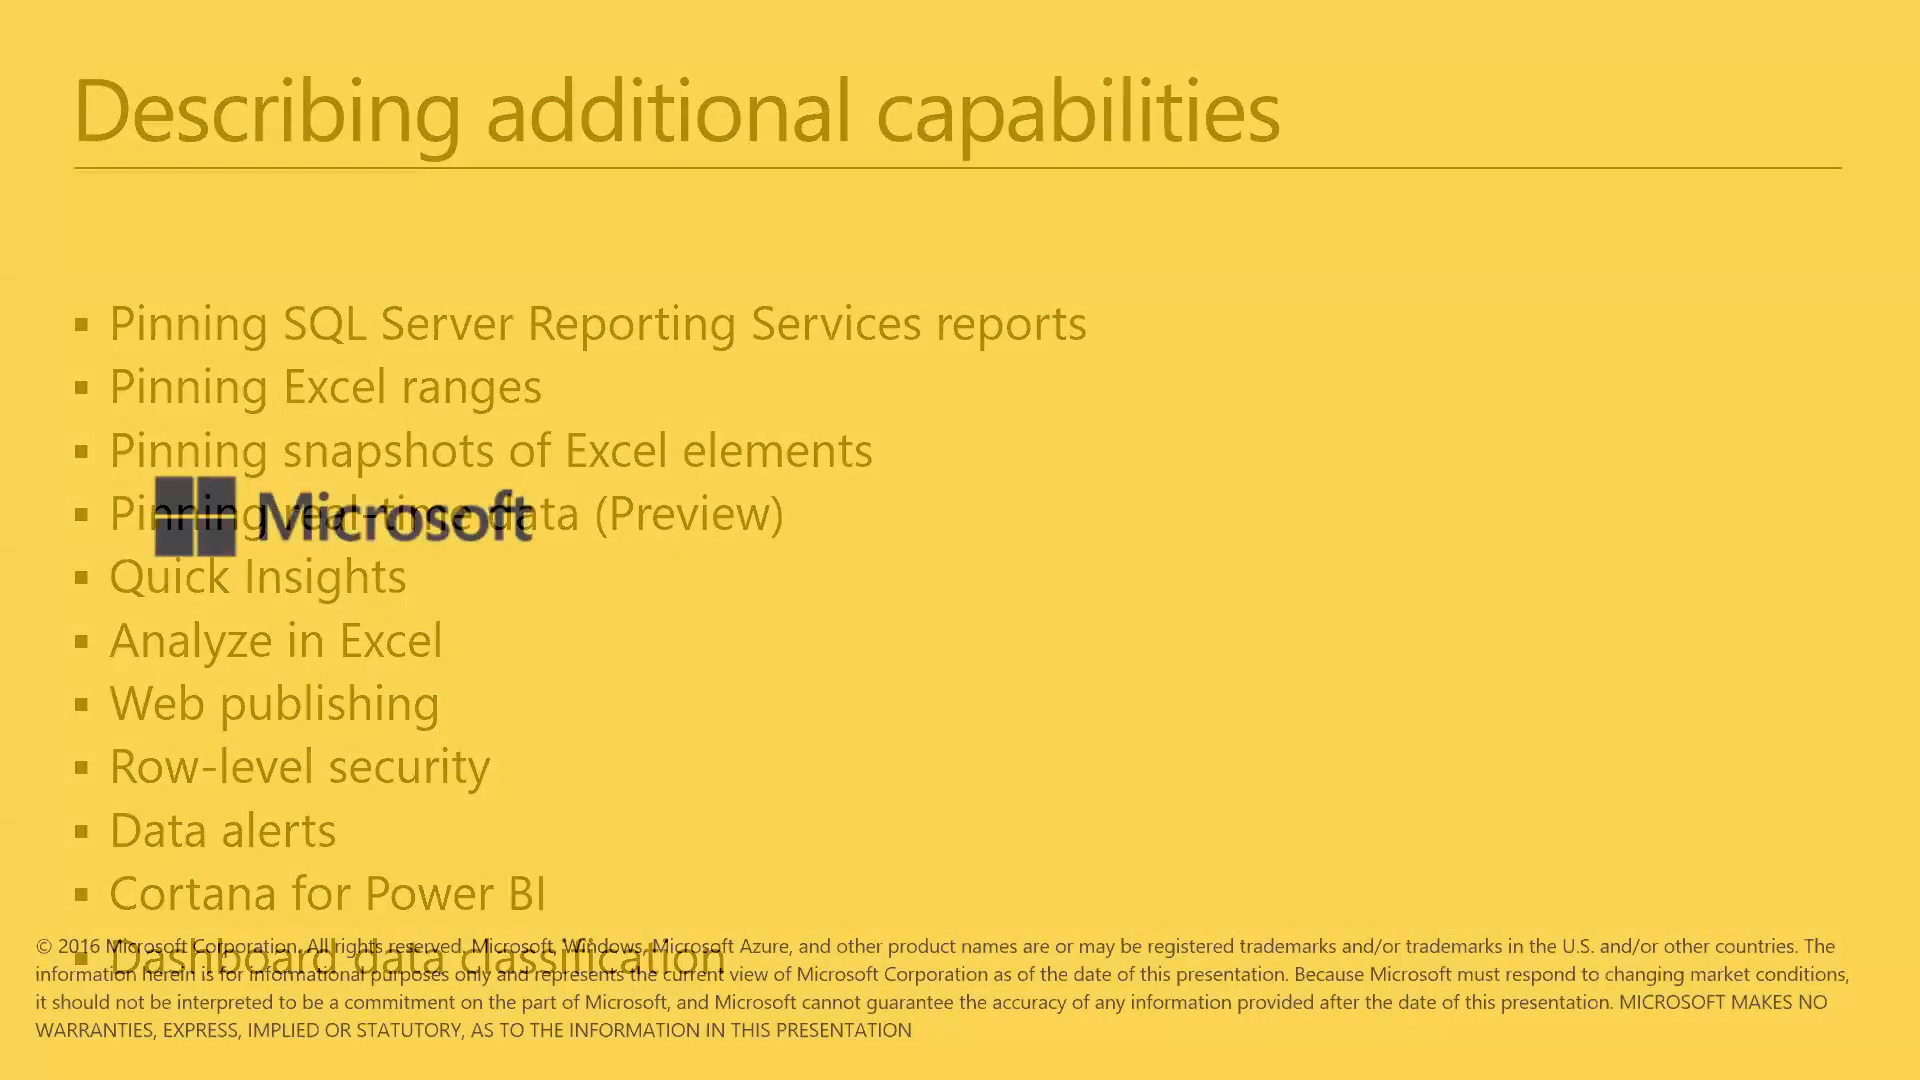 Describing additional capabilities
▪ Pinning SQL Server Reporting Services reports
▪ Pinning Excel ranges
▪ Pinning snapshots of Excel elements
▪ Pinning real-time data (Preview)
Microsoft
▪ Quick Insights
▪ Analyze in Excel
▪ Web publishing
▪ Row-level security
▪ Data alerts
▪ Cortana for Power BI
▪ Dashboard data classification
© 2016 Microsoft Corporation. All rights reserved. Microsoft, Windows, Microsoft Azure, and other product names are or may be registered trademarks and/or trademarks in the U.S. and/or other countries. The
information herein is for informational purposes only and represents the current view of Microsoft Corporation as of the date of this presentation. Because Microsoft must respond to changing market conditions,
it should not be interpreted to be a commitment on the part of Microsoft, and Microsoft cannot guarantee the accuracy of any information provided after the date of this presentation. MICROSOFT MAKES NO
WARRANTIES, EXPRESS, IMPLIED OR STATUTORY, AS TO THE INFORMATION IN THIS PRESENTATION